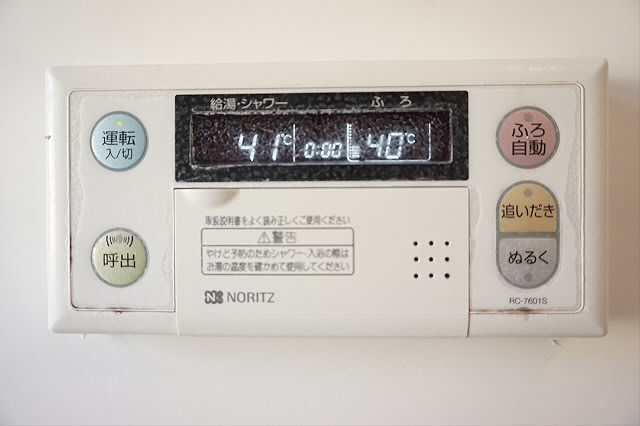 給湯・シャワー ふろ
41℃ 0:00 40℃
運転
入/切
呼出
取扱説明書をよく読み正しくご使用ください
⚠警告
やけど予防のためシャワー・入浴の際は
お湯の温度を確かめて使用してください
NORITZ
ふろ
自動
追いだき
ぬるく
RC-7601S